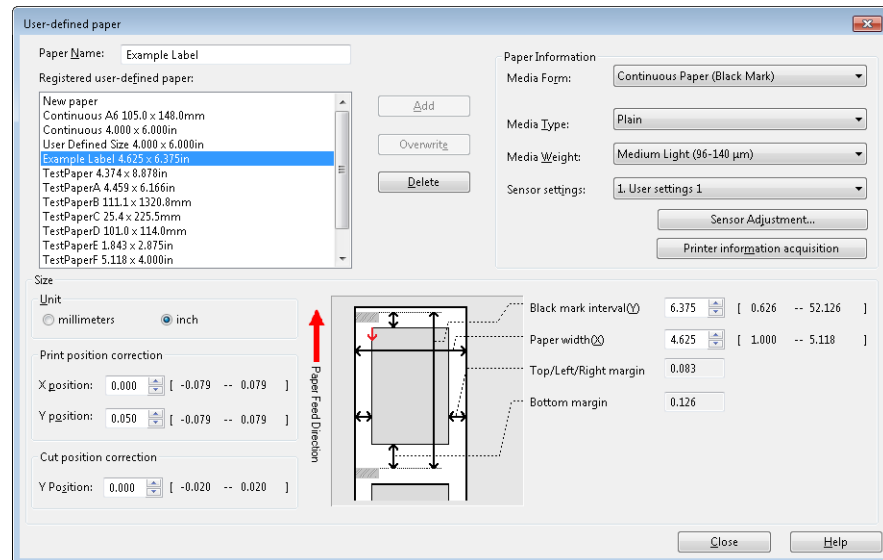 User-defined paper
Paper Name: Example Label
Registered user-defined paper:
New paper
Continuous A6 105.0 x 148.0mm
Continuous 4.000 x 6.000in
User Defined Size 4.000 x 6.000in
Example Label 4.625 x 6.375in
TestPaper 4.374 x 8.878in
TestPaperA 4.459 x 6.166in
TestPaperB 111.1 x 1320.8mm
TestPaperC 25.4 x 225.5mm
TestPaperD 101.0 x 114.0mm
TestPaperE 1.843 x 2.875in
TestPaperF 5.118 x 4.000in
Add
Overwrite
Delete
Paper Information
Media Form: Continuous Paper (Black Mark)
Media Type: Plain
Media Weight: Medium Light (96-140 µm)
Sensor settings: 1. User settings 1
Sensor Adjustment...
Printer information acquisition
Size
Unit
millimeters inch
Print position correction
X position: 0.000 [ -0.079 -- 0.079 ]
Y position: 0.050 [ -0.079 -- 0.079 ]
Cut position correction
Y Position: 0.000 [ -0.020 -- 0.020 ]
Paper Feed Direction
Black mark interval(Y) 6.375 [ 0.626 -- 52.126 ]
Paper width(X) 4.625 [ 1.000 -- 5.118 ]
Top/Left/Right margin 0.083
Bottom margin 0.126
Close Help